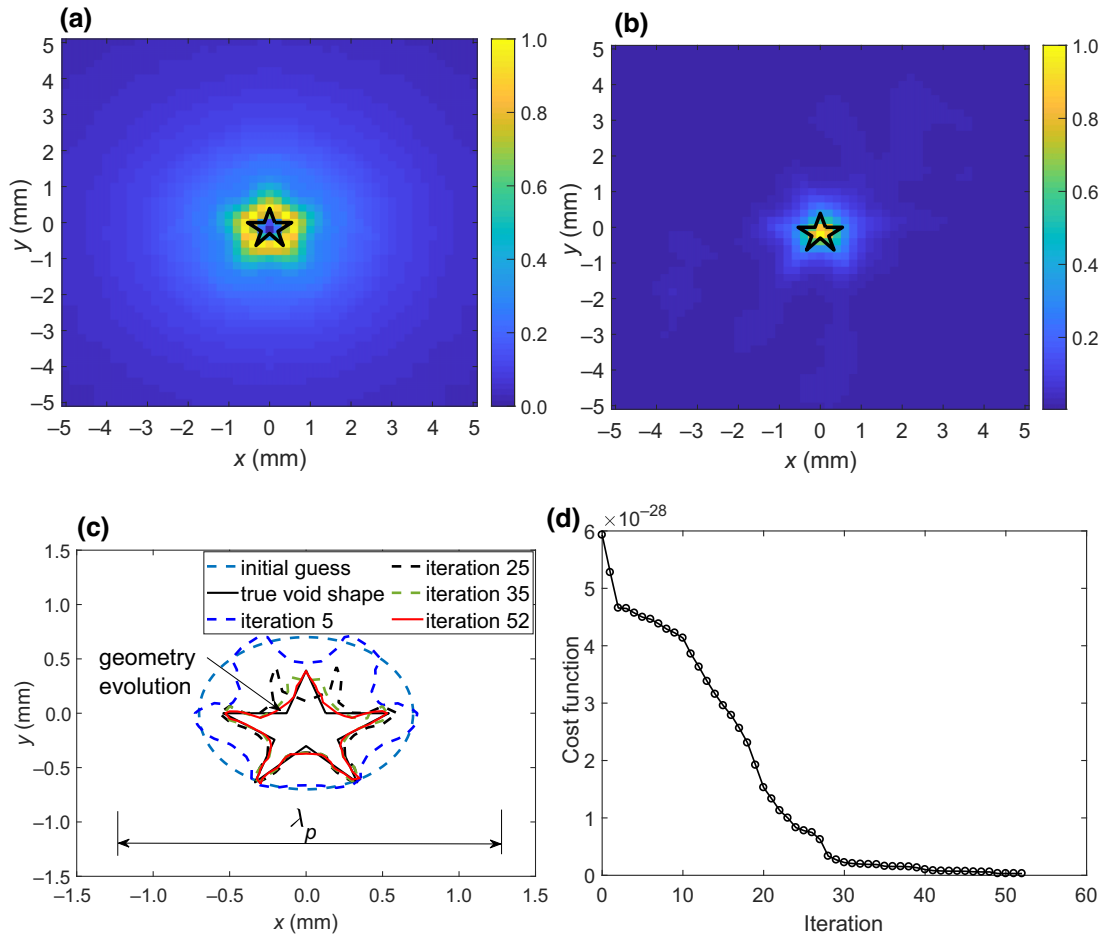 (a)
5
4
3
2
1
0
–1
–2
–3
–4
–5
y (mm)
–5 –4 –3 –2 –1 0 1 2 3 4 5
x (mm)
1.0
0.8
0.6
0.4
0.2
0.0
(b)
5
4
3
2
1
0
–1
–2
–3
–4
–5
y (mm)
–5 –4 –3 –2 –1 0 1 2 3 4 5
x (mm)
1.0
0.8
0.6
0.4
0.2
(c)
1.5
1.0
0.5
0.0
–0.5
–1.0
–1.5
y (mm)
initial guess
true void shape
iteration 5
iteration 25
iteration 35
iteration 52
geometry
evolution
λp
–1.5 –1.0 –0.5 0.0 0.5 1.0 1.5
x (mm)
(d)
×10–28
6
5
4
3
2
1
0
Cost function
0 10 20 30 40 50 60
Iteration